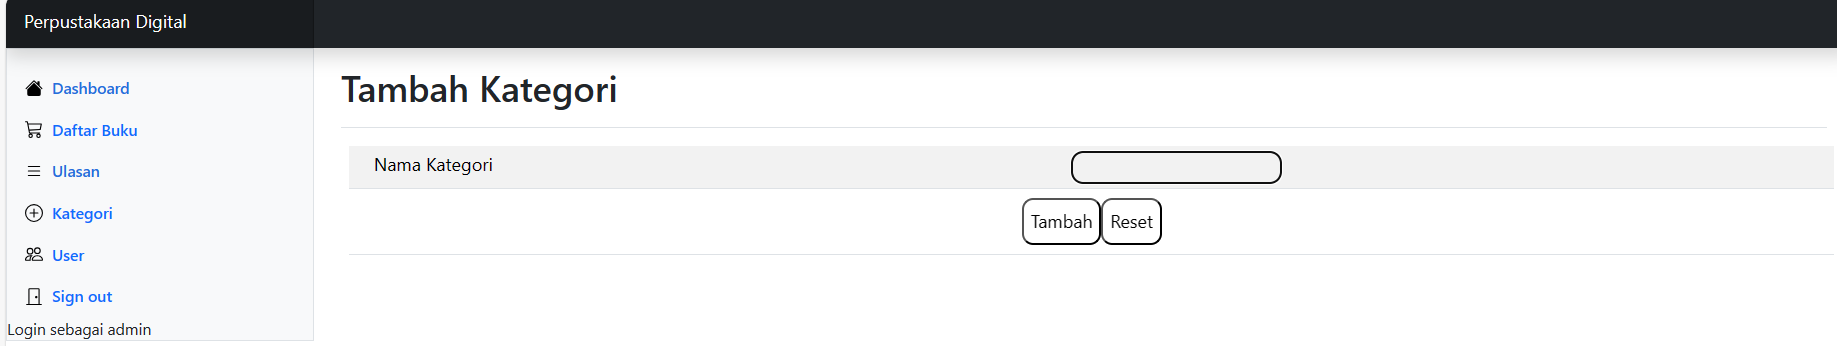 Perpustakaan Digital
Dashboard
Daftar Buku
Ulasan
Kategori
User
Sign out
Login sebagai admin
Tambah Kategori
Nama Kategori
Tambah Reset